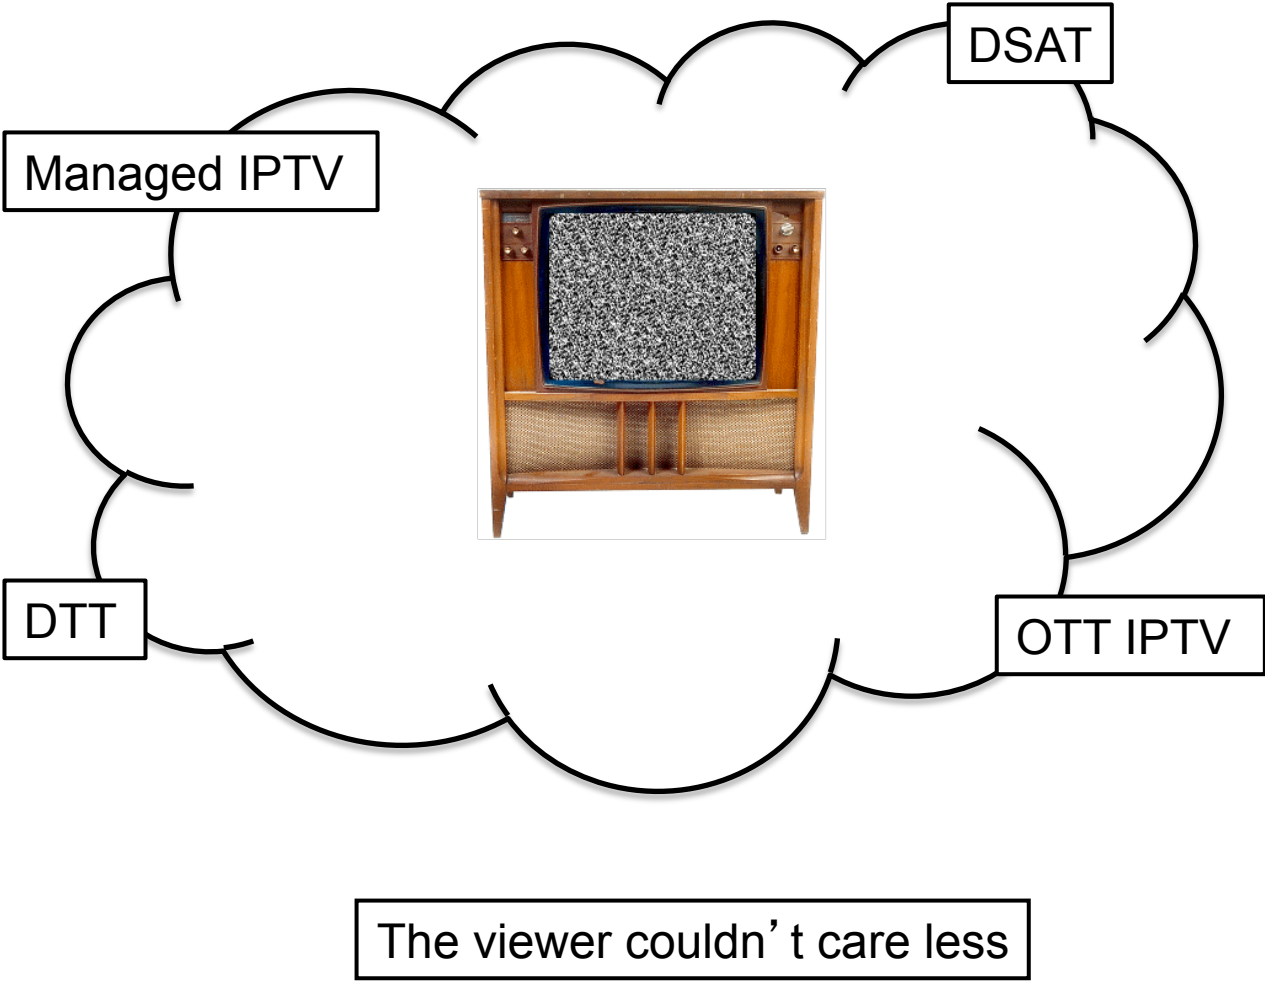 DSAT
Managed IPTV
DTT
OTT IPTV
The viewer couldn’t care less